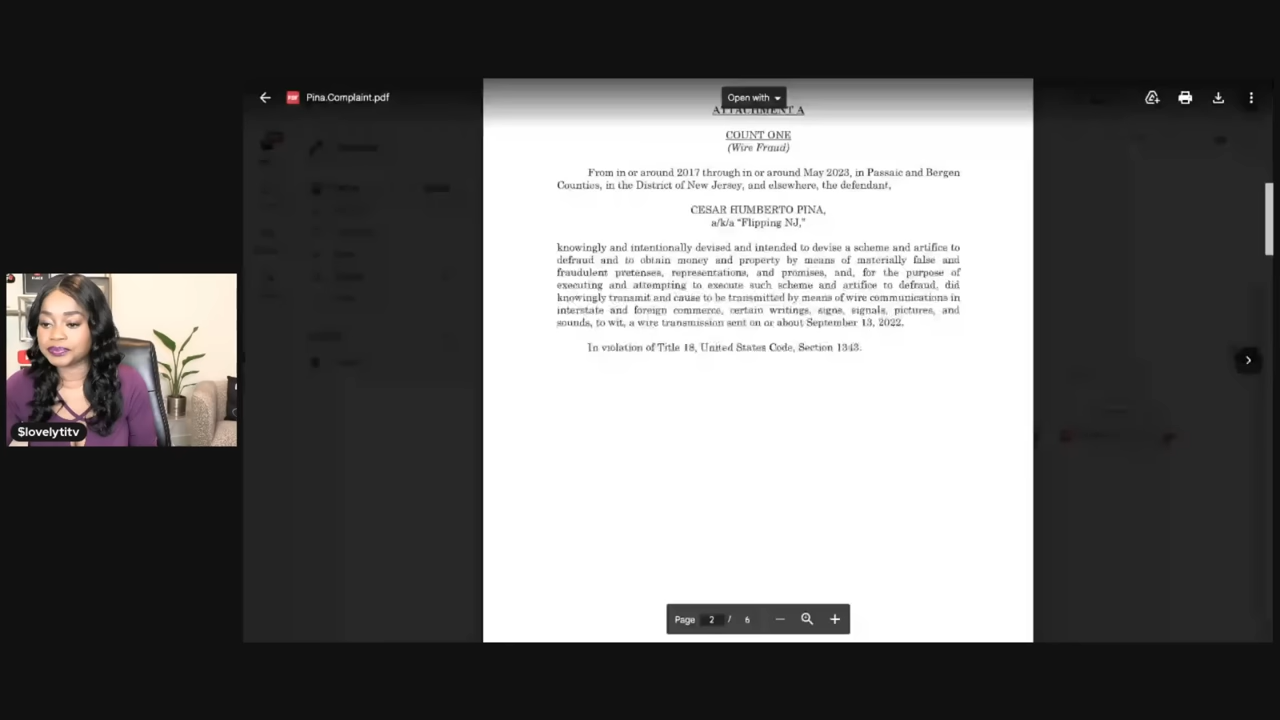 Pina.Complaint.pdf
Open with
ATTACHMENT A
COUNT ONE
(Wire Fraud)
From in or around 2017 through in or around May 2023, in Passaic and Bergen
Counties, in the District of New Jersey, and elsewhere, the defendant,
CESAR HUMBERTO PINA,
a/k/a "Flipping NJ,"
knowingly and intentionally devised and intended to devise a scheme and artifice to
defraud and to obtain money and property by means of materially false and
fraudulent pretenses, representations, and promises, and, for the purpose of
executing and attempting to execute such scheme and artifice to defraud, did
knowingly transmit and cause to be transmitted by means of wire communications in
interstate and foreign commerce, certain writings, signs, signals, pictures, and
sounds, to wit, a wire transmission sent on or about September 13, 2022.
In violation of Title 18, United States Code, Section 1343.
$lovelytitv
Page 2 / 6